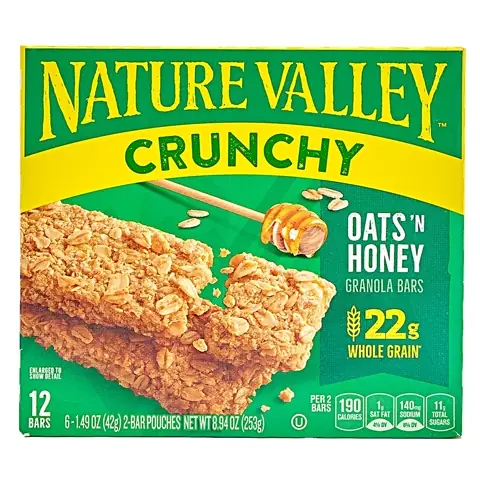 NATURE VALLEY™
CRUNCHY
OATS 'N
HONEY
GRANOLA BARS
22g
WHOLE GRAIN*
ENLARGED TO
SHOW DETAIL
12
BARS
6-1.49 OZ (42g) 2-BAR POUCHES NET WT 8.94 OZ (253g)
U
PER 2
BARS
190
CALORIES
1g
SAT FAT
4% DV
140mg
SODIUM
6% DV
11g
TOTAL
SUGARS